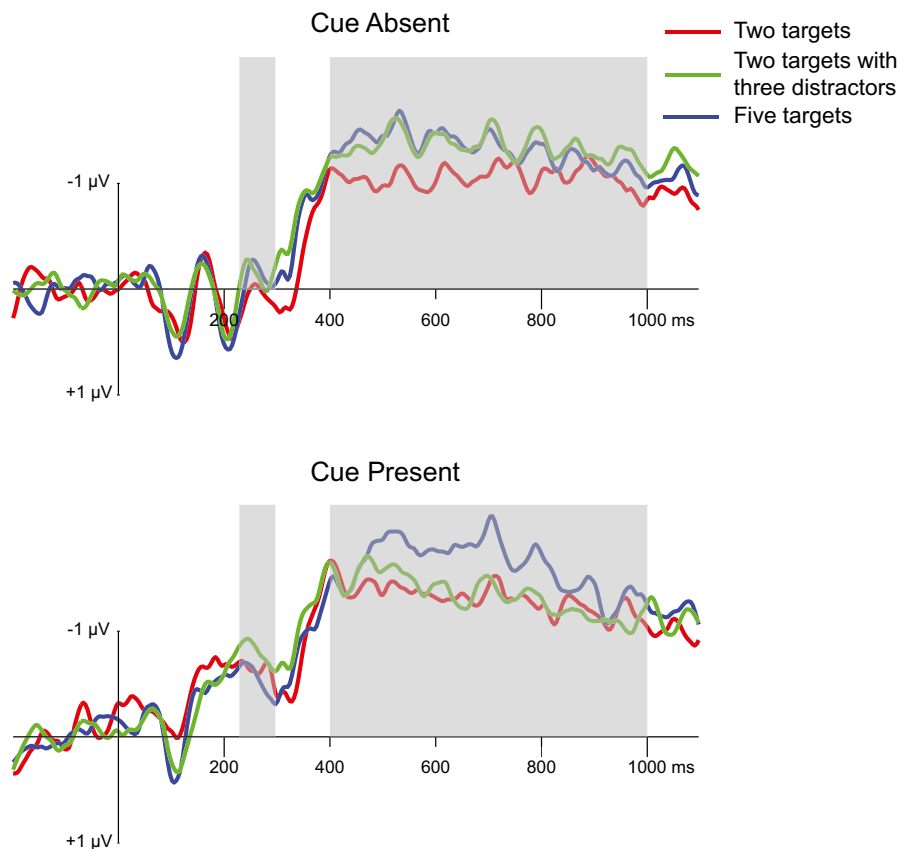 Cue Absent
Two targets
Two targets with
three distractors
Five targets
-1 µV
200 400 600 800 1000 ms
+1 µV
Cue Present
-1 µV
200 400 600 800 1000 ms
+1 µV